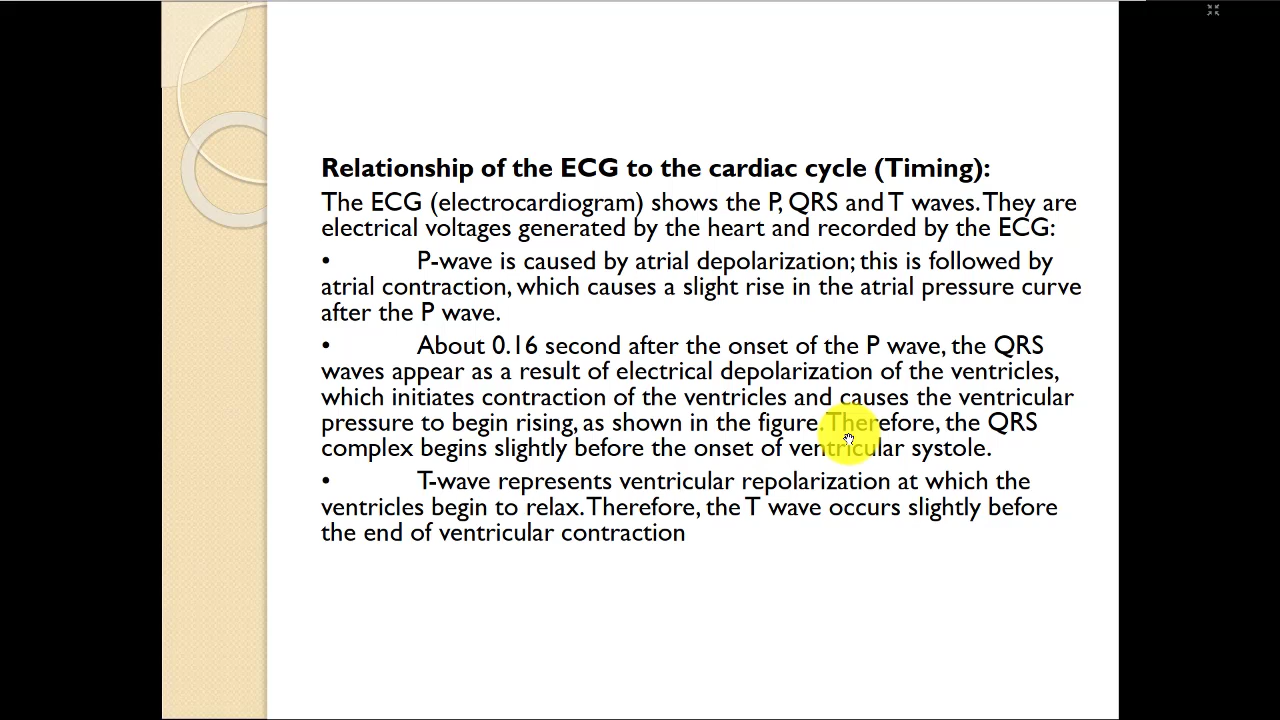 Relationship of the ECG to the cardiac cycle (Timing):
The ECG (electrocardiogram) shows the P, QRS and T waves. They are
electrical voltages generated by the heart and recorded by the ECG:
• P-wave is caused by atrial depolarization; this is followed by
atrial contraction, which causes a slight rise in the atrial pressure curve
after the P wave.
• About 0.16 second after the onset of the P wave, the QRS
waves appear as a result of electrical depolarization of the ventricles,
which initiates contraction of the ventricles and causes the ventricular
pressure to begin rising, as shown in the figure. Therefore, the QRS
complex begins slightly before the onset of ventricular systole.
• T-wave represents ventricular repolarization at which the
ventricles begin to relax. Therefore, the T wave occurs slightly before
the end of ventricular contraction